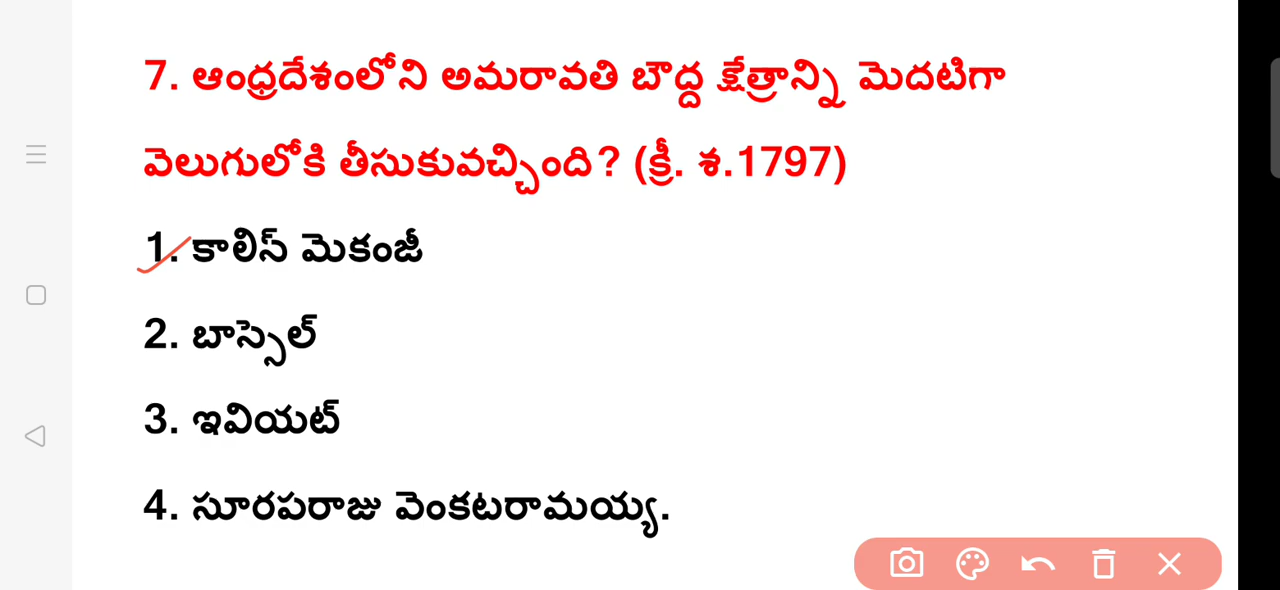 7. ఆంధ్రదేశంలోని అమరావతి బౌద్ద క్షేత్రాన్ని మెదటిగా
వెలుగులోకి తీసుకువచ్చింది? (క్రీ. శ.1797)
1. కాలిస్ మెకంజీ
2. బాస్సెల్
3. ఇవియట్
4. సూరపరాజు వెంకటరామయ్య.